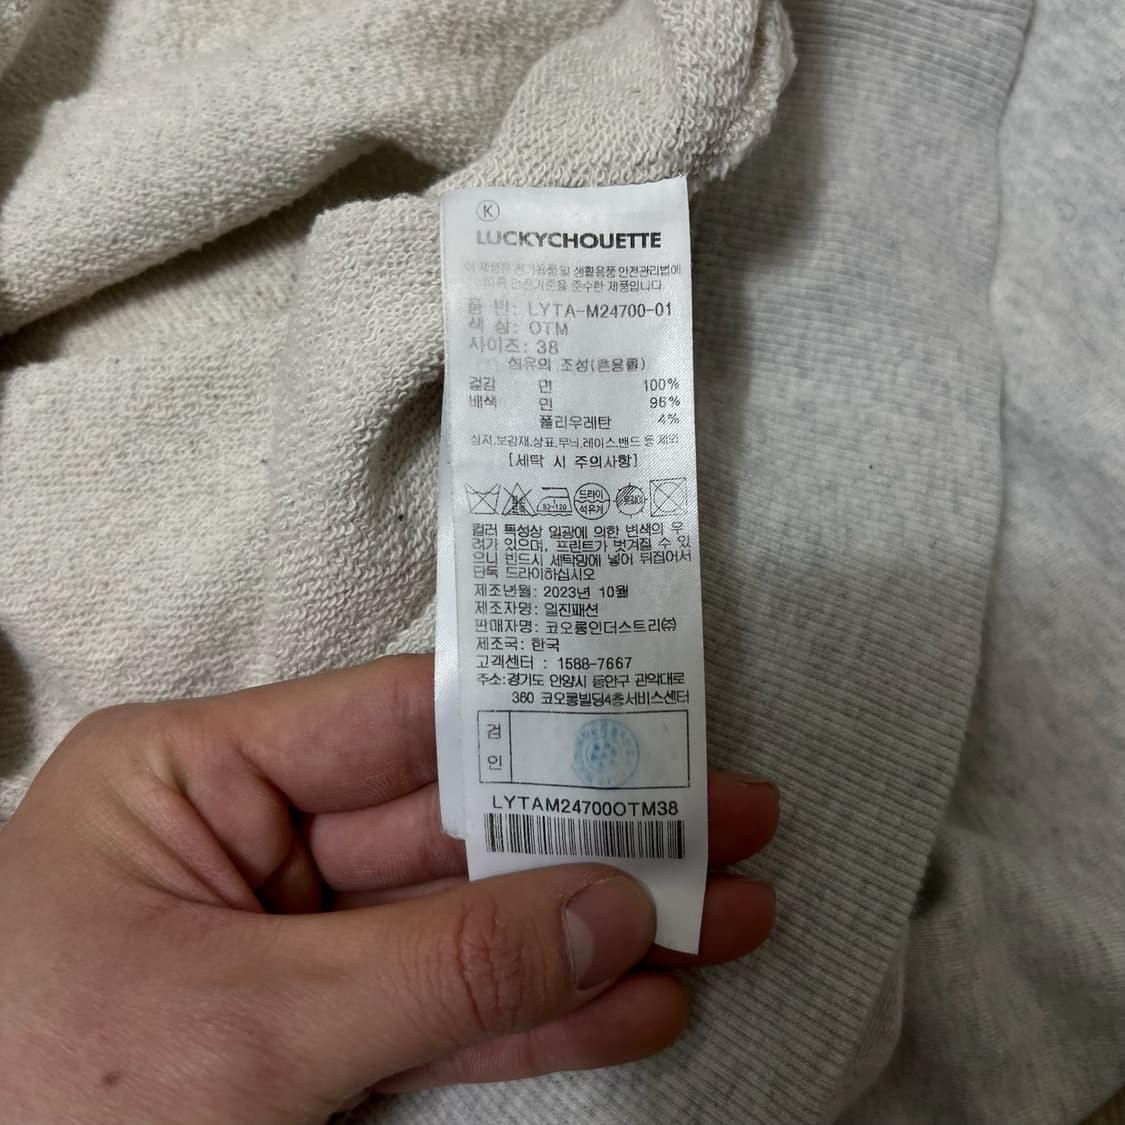 K
LUCKYCHOUETTE
이 제품은 전기용품 및 생활용품 안전관리법에
따른 안전기준을 준수한 제품입니다
품 번: LYTA-M24700-01
색 상: OTM
사이즈: 38
섬유의 조성(혼용률)
겉감 면 100%
배색 면 96%
폴리우레탄 4%
심지.보강재.상표.무늬.레이스.밴드 등 제외
[세탁 시 주의사항]
80~120
드라이
석유계
옷걸이
컬러 특성상 일광에 의한 변색의 우
려가 있으며, 프린트가 벗겨질 수 있
으니 반드시 세탁망에 넣어 뒤집어서
단독 드라이하십시오
제조년월: 2023년 10월
제조자명: 일진패션
판매자명: 코오롱인더스트리㈜
제조국: 한국
고객센터 : 1588-7667
주소:경기도 안양시 동안구 관악대로
360 코오롱빌딩4층서비스센터
검
인
LYTAM24700OTM38